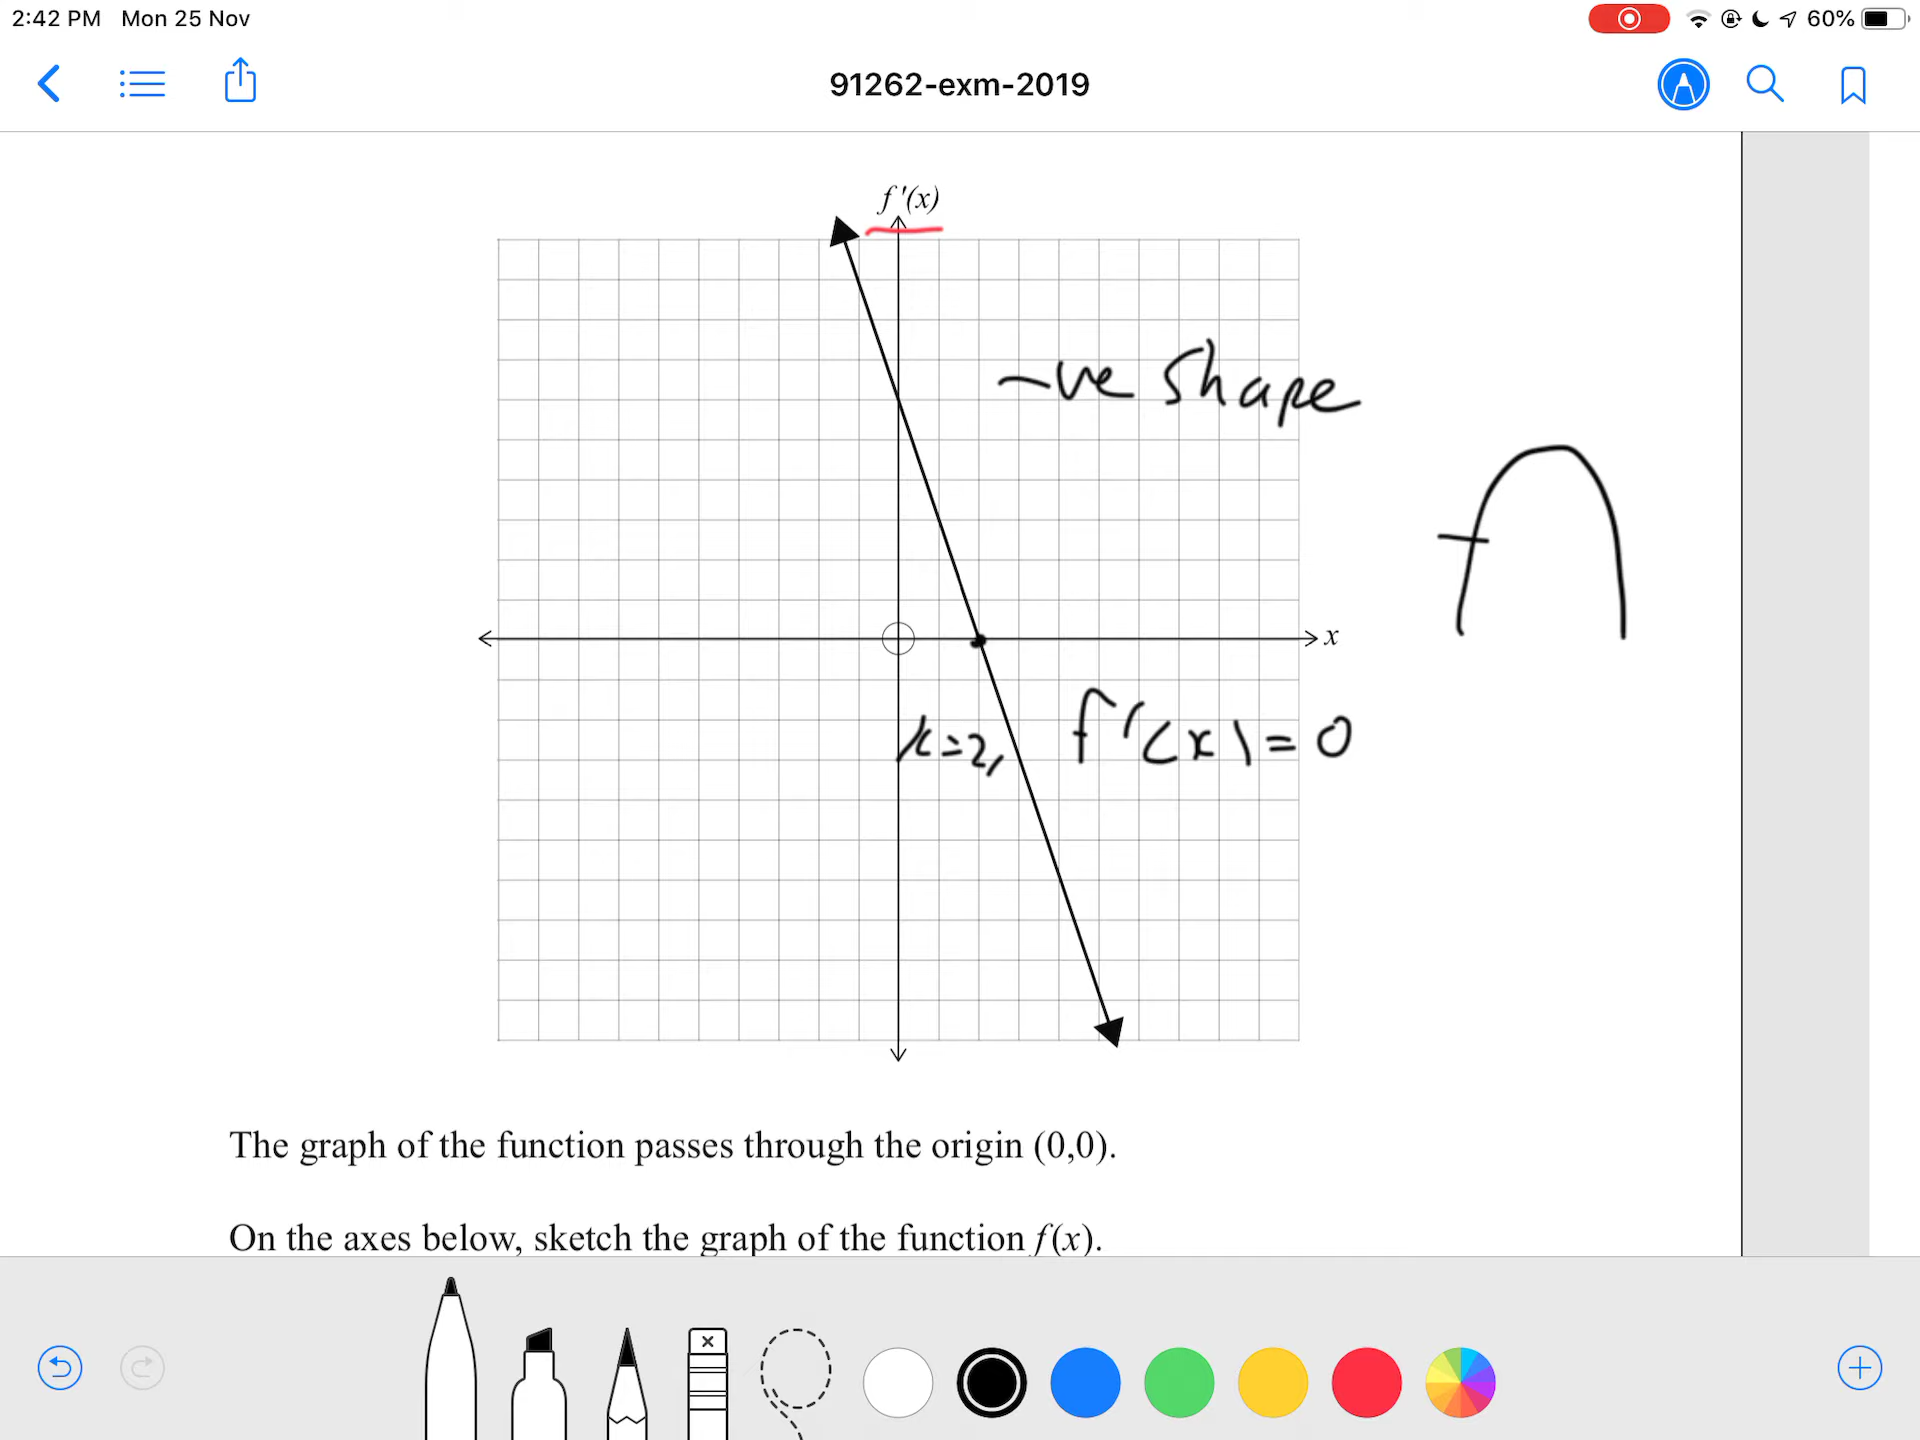 2:42 PM Mon 25 Nov
60%
91262-exm-2019
f '(x)
-ve shape
x
x=2, f'(x)=0
The graph of the function passes through the origin (0,0).
On the axes below, sketch the graph of the function f(x).